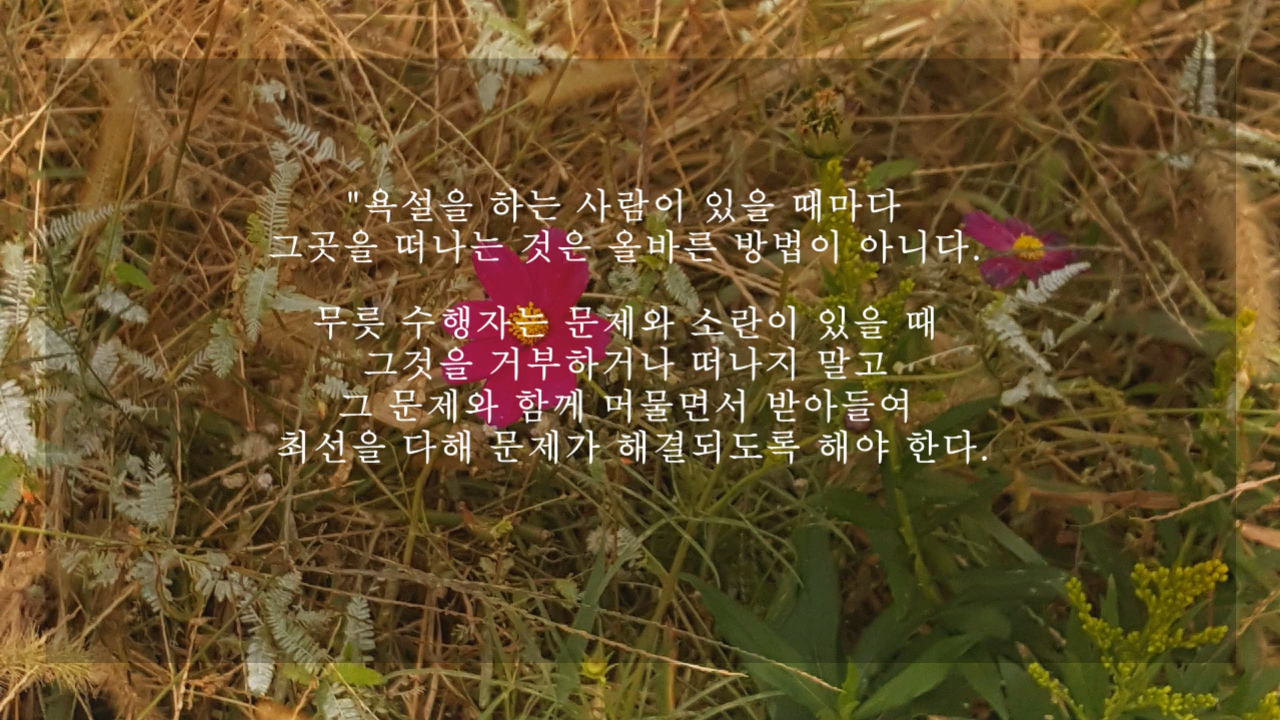 "욕설을 하는 사람이 있을 때마다
그곳을 떠나는 것은 올바른 방법이 아니다.
무릇 수행자는 문제와 소란이 있을 때
그것을 거부하거나 떠나지 말고
그 문제와 함께 머물면서 받아들여
최선을 다해 문제가 해결되도록 해야 한다.